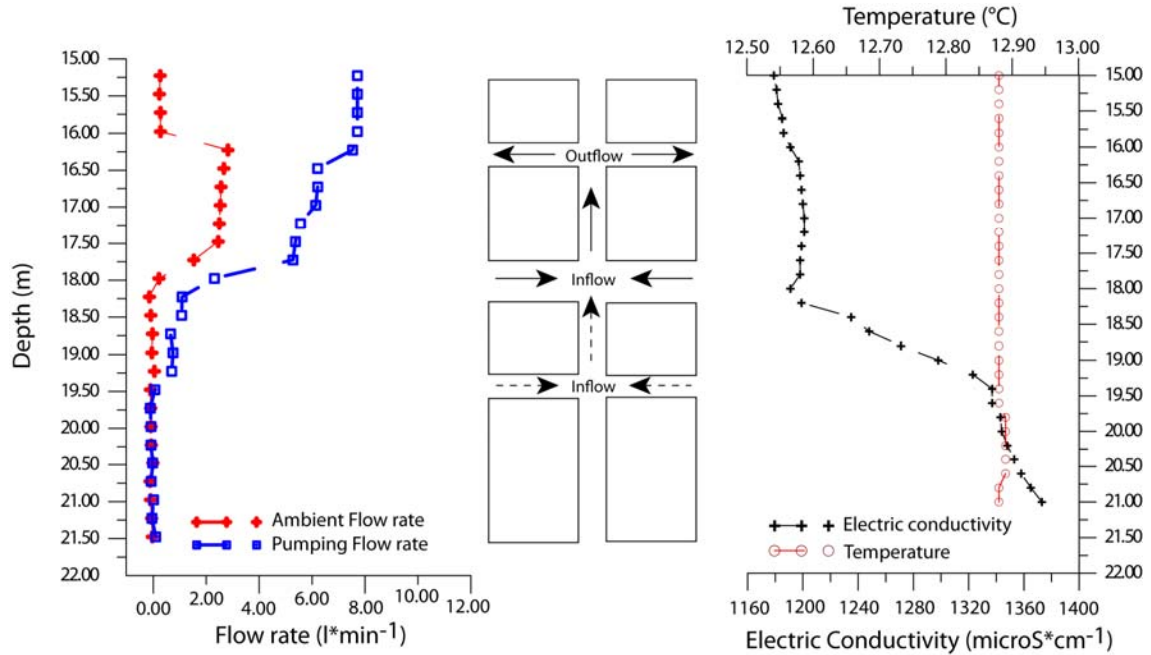 Depth (m)
15.00
15.50
16.00
16.50
17.00
17.50
18.00
18.50
19.00
19.50
20.00
20.50
21.00
21.50
22.00
0.00 2.00 4.00 6.00 8.00 10.00 12.00
Flow rate (l*min-1)
Ambient Flow rate
Pumping Flow rate
Outflow
Inflow
Inflow
Temperature (°C)
12.50 12.60 12.70 12.80 12.90 13.00
15.00
15.50
16.00
16.50
17.00
17.50
18.00
18.50
19.00
19.50
20.00
20.50
21.00
21.50
22.00
Electric conductivity
Temperature
1160 1200 1240 1280 1320 1360 1400
Electric Conductivity (microS*cm-1)